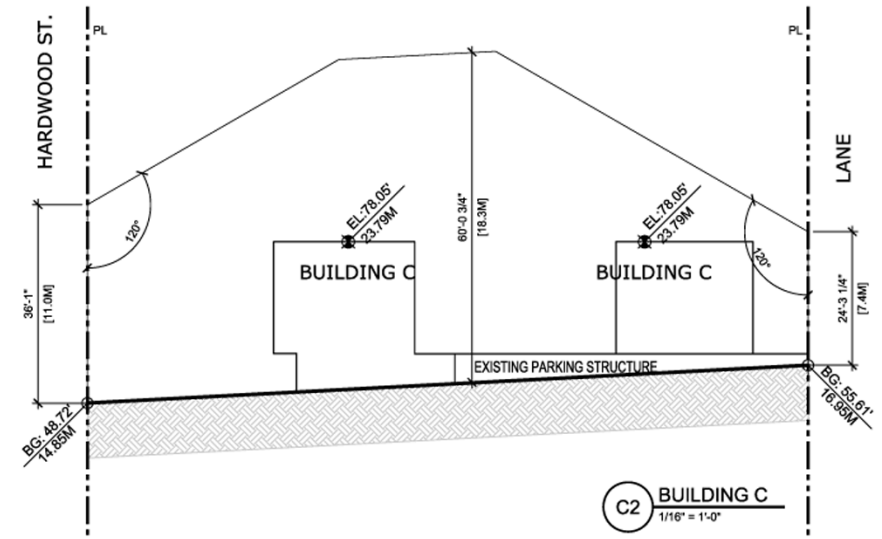 HARDWOOD ST.
PL
PL
LANE
120°
120°
EL:78.05'
23.79M
EL:78.05'
23.79M
60'-0 3/4"
[18.3M]
BUILDING C
BUILDING C
36'-1"
[11.0M]
24'-3 1/4"
[7.4M]
EXISTING PARKING STRUCTURE
BG: 48.72'
14.85M
BG: 55.61'
16.95M
C2
BUILDING C
1/16" = 1'-0"